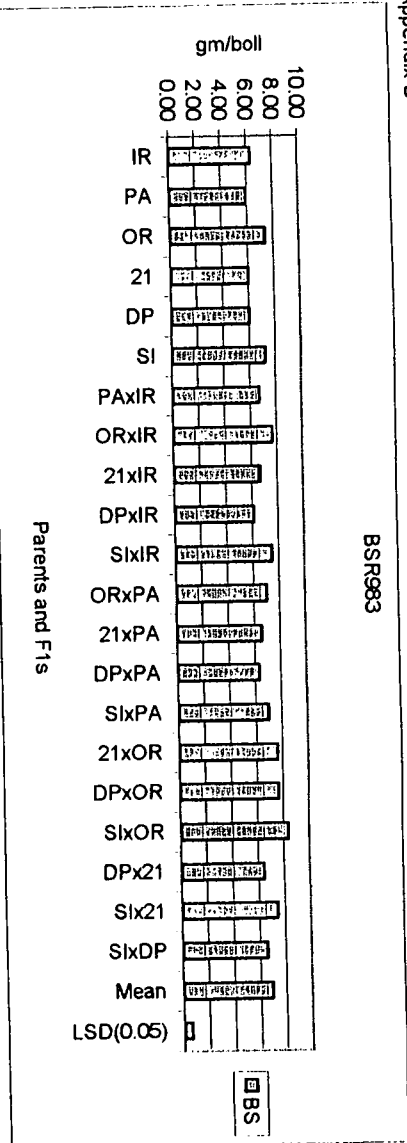 BSR983
gm/boll
10.00
8.00
6.00
4.00
2.00
0.00
IR
PA
OR
21
DP
SI
PAxIR
ORxIR
21xIR
DPxIR
SIxIR
ORxPA
21xPA
DPxPA
SIxPA
21xOR
DPxOR
SIxOR
DPx21
SIx21
SIxDP
Mean
LSD(0.05)
Parents and F1s
BS